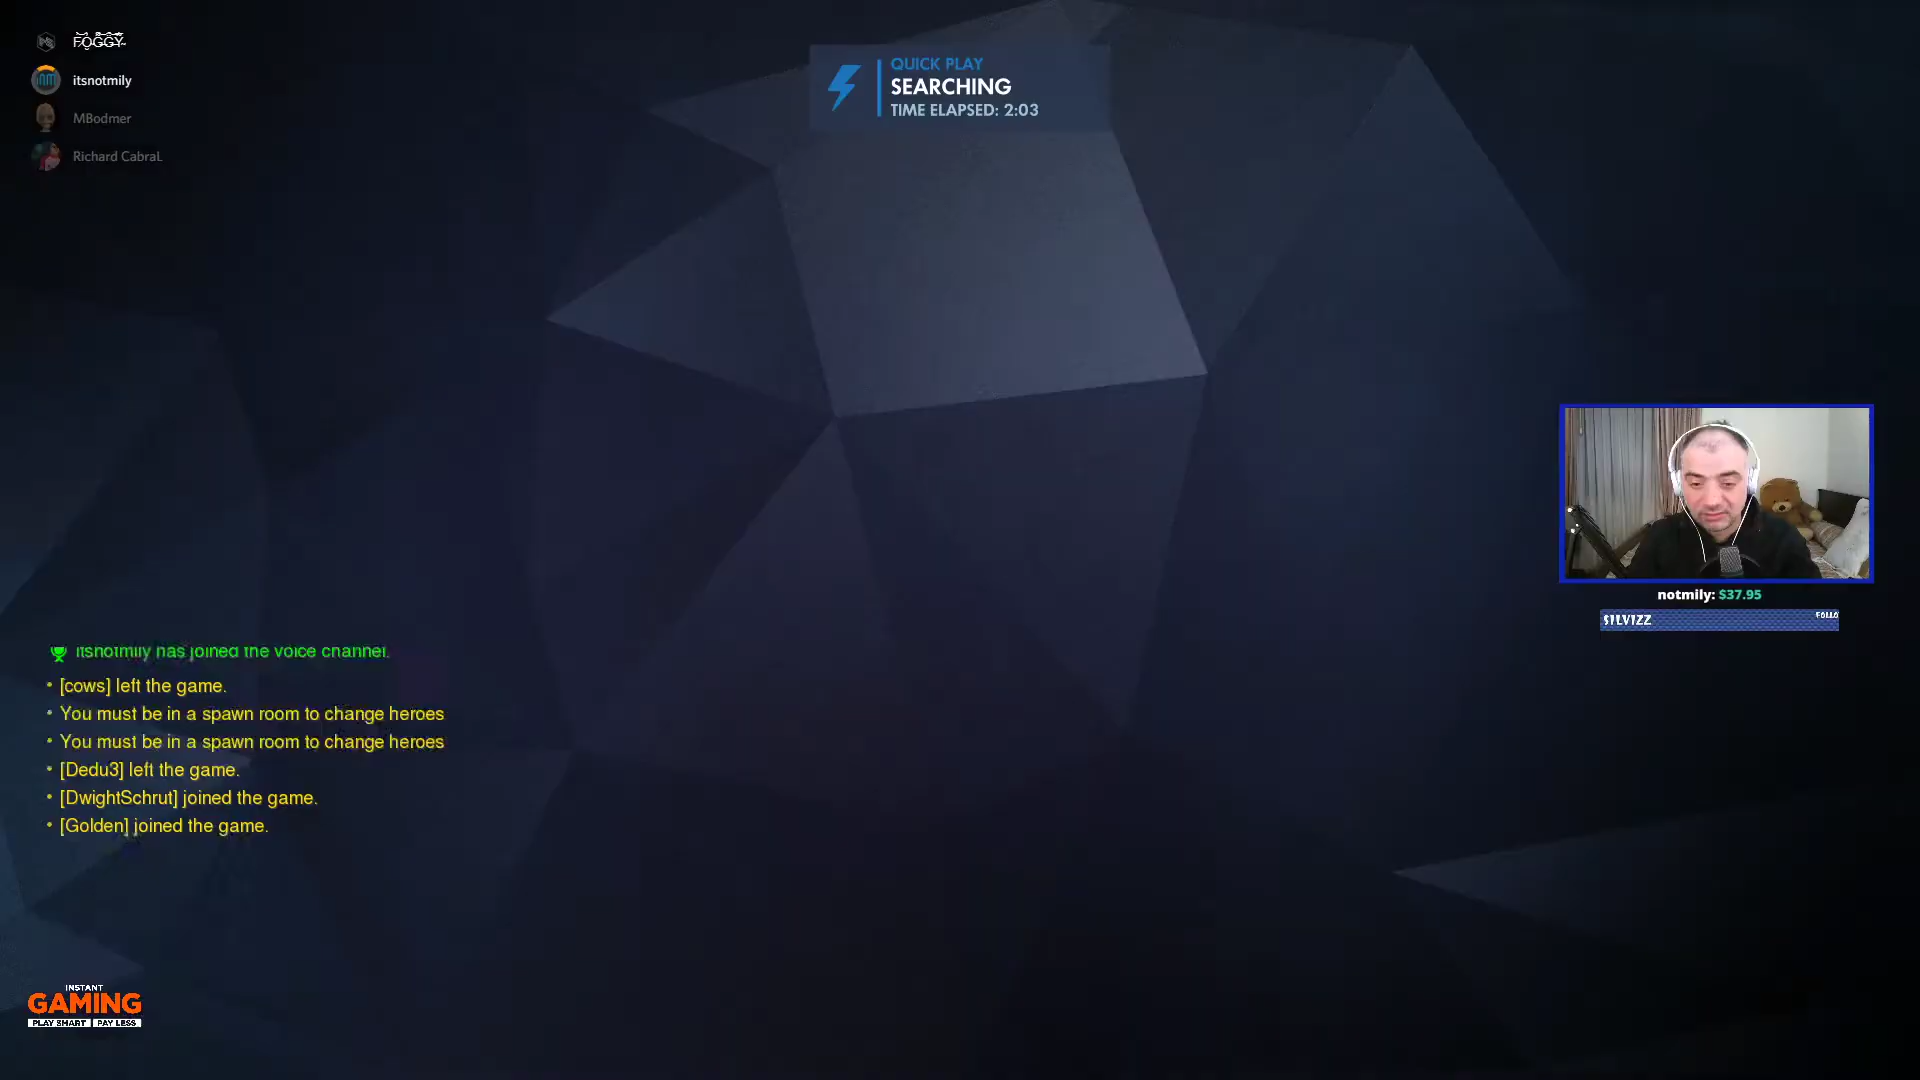 FOGGY
itsnotmily
MBodmer
Richard CabraL
QUICK PLAY
SEARCHING
TIME ELAPSED: 2:03
notmily: $37.95
SILVIZZ
FOLLO
itsnotmily has joined the voice channel.
[cows] left the game.
You must be in a spawn room to change heroes
You must be in a spawn room to change heroes
[Dedu3] left the game.
[DwightSchrut] joined the game.
[Golden] joined the game.
INSTANT
GAMING
PLAY SMART PAY LESS